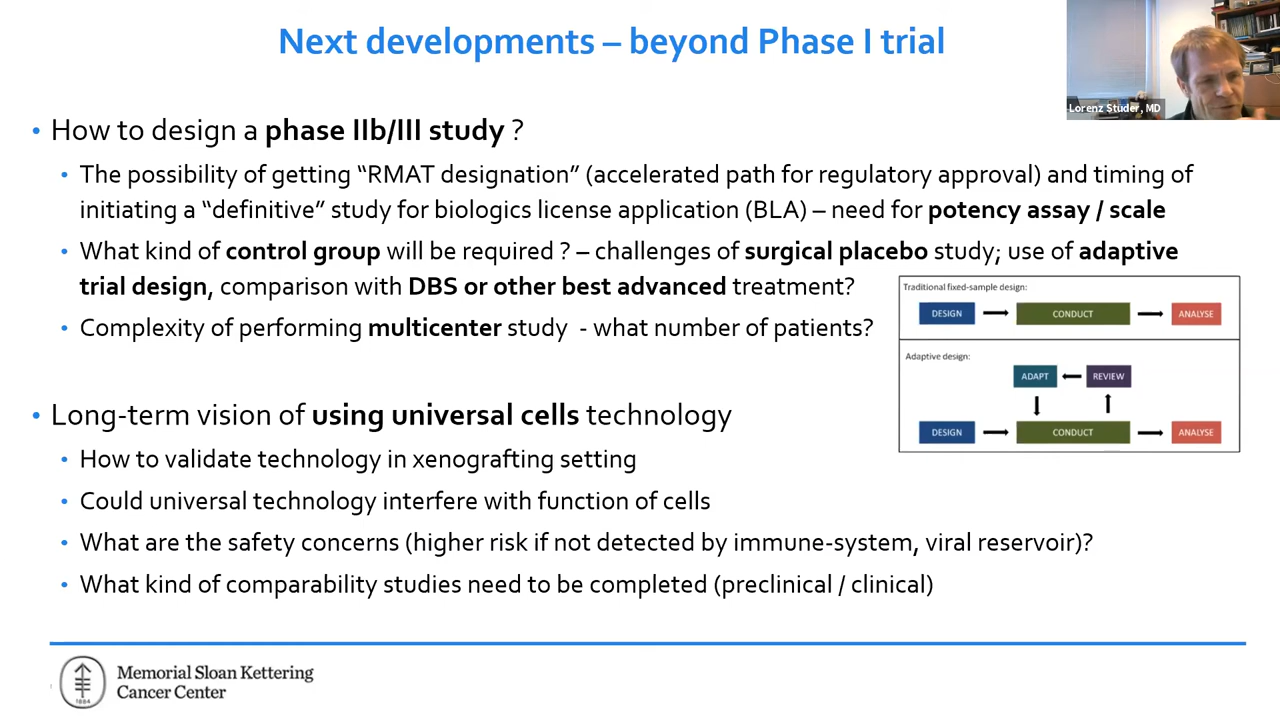 Next developments – beyond Phase I trial
Lorenz Studer, MD
• How to design a phase IIb/III study ?
• The possibility of getting “RMAT designation” (accelerated path for regulatory approval) and timing of
initiating a “definitive” study for biologics license application (BLA) – need for potency assay / scale
• What kind of control group will be required ? – challenges of surgical placebo study; use of adaptive
trial design, comparison with DBS or other best advanced treatment?
• Complexity of performing multicenter study - what number of patients?
Traditional fixed-sample design:
DESIGN CONDUCT ANALYSE
Adaptive design:
ADAPT REVIEW
DESIGN CONDUCT ANALYSE
• Long-term vision of using universal cells technology
• How to validate technology in xenografting setting
• Could universal technology interfere with function of cells
• What are the safety concerns (higher risk if not detected by immune-system, viral reservoir)?
• What kind of comparability studies need to be completed (preclinical / clinical)
1884
Memorial Sloan Kettering
Cancer Center